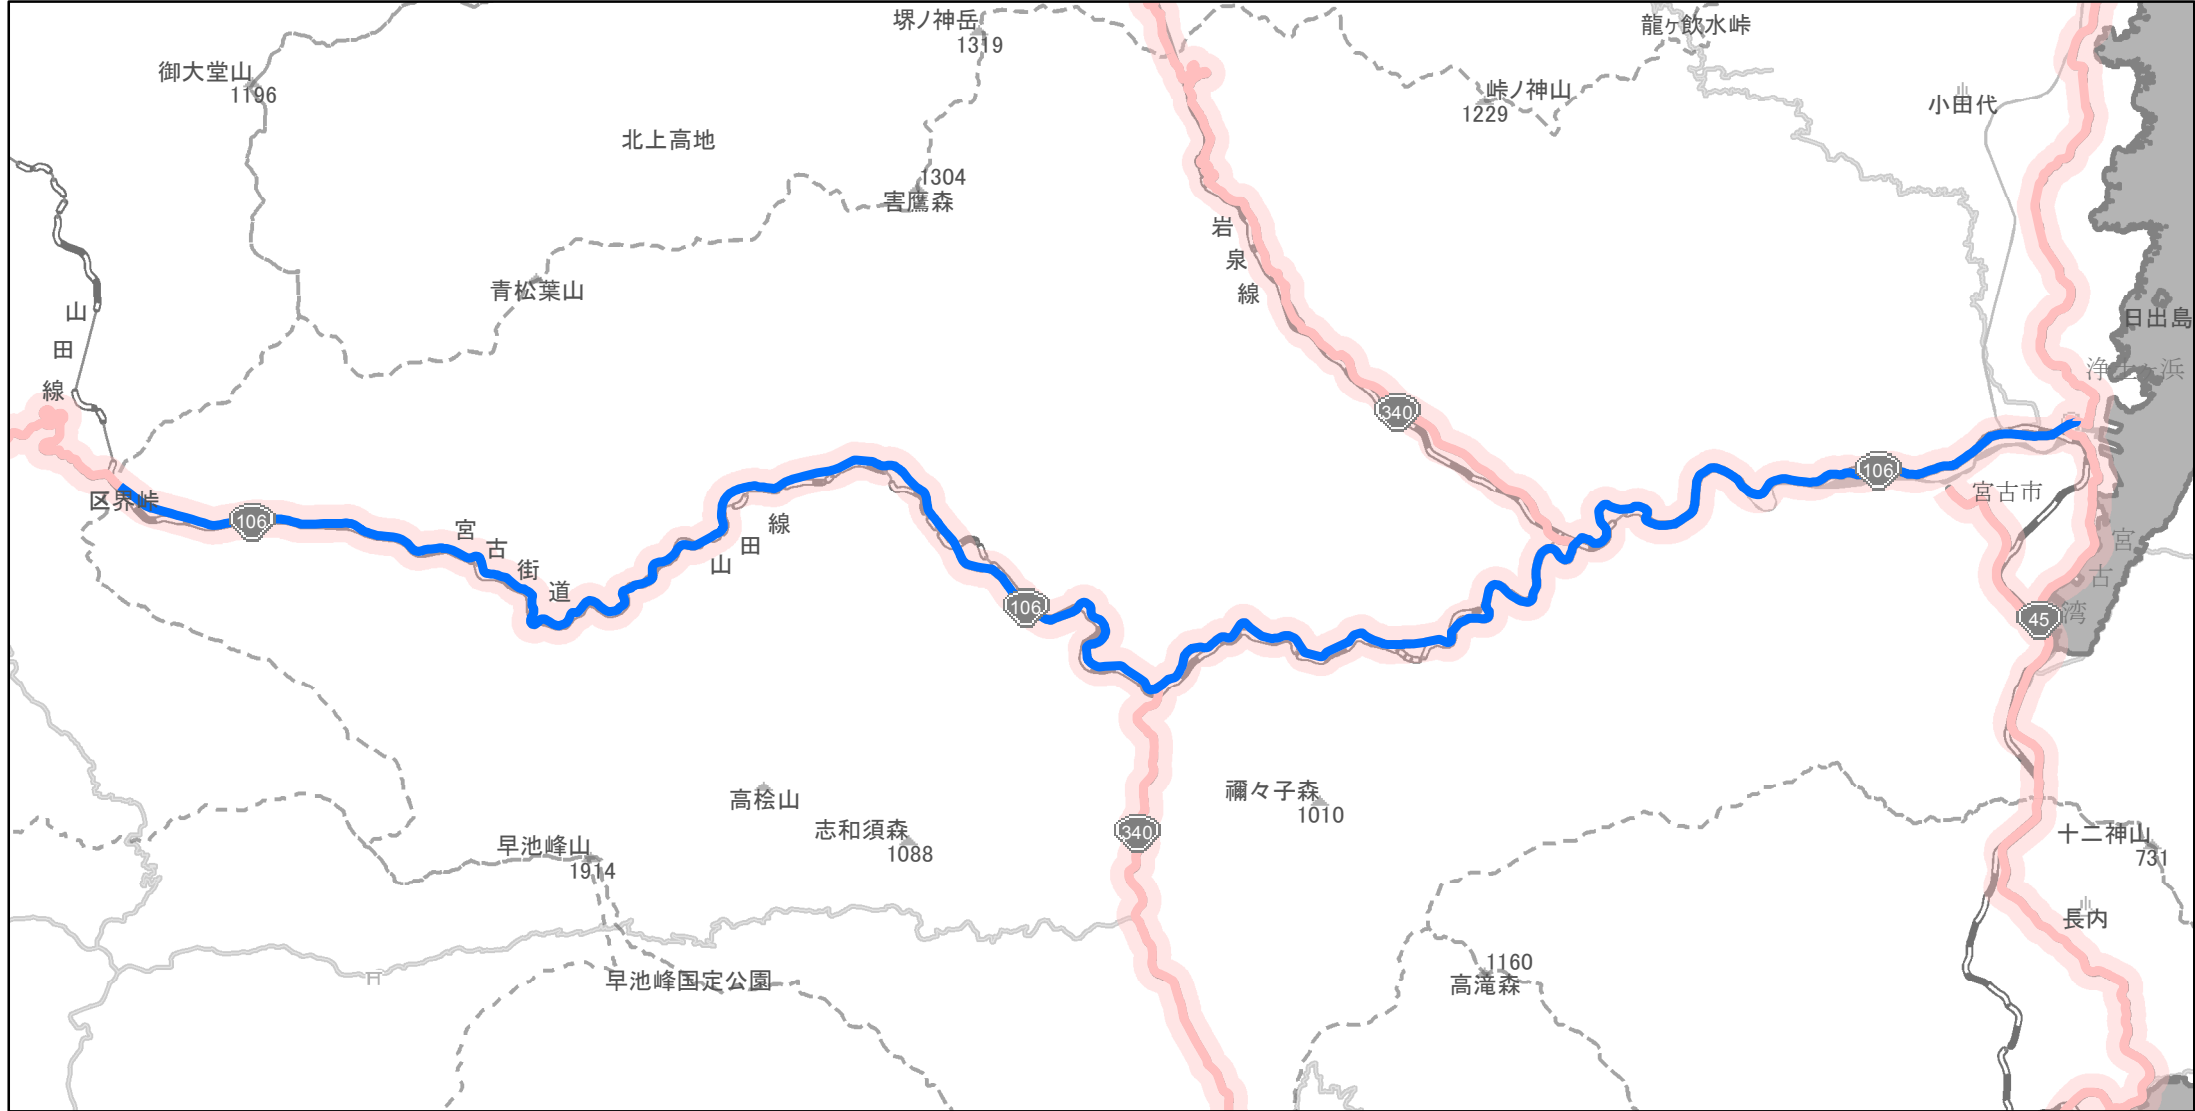 堺ノ神岳
1319
龍ヶ飲水峠
御大堂山
1196
峠ノ神山
1229
小田代
北上高地
1304
害鷹森
岩泉線
青松葉山
山田線
日出島
浄土ヶ浜
340
106
宮古市
区界峠
106
宮古街道
山田線
106
宮古湾
45
高桧山
志和須森
1088
禰々子森
1010
340
早池峰山
1914
十二神山
731
長内
早池峰国定公園
1160
高滝森